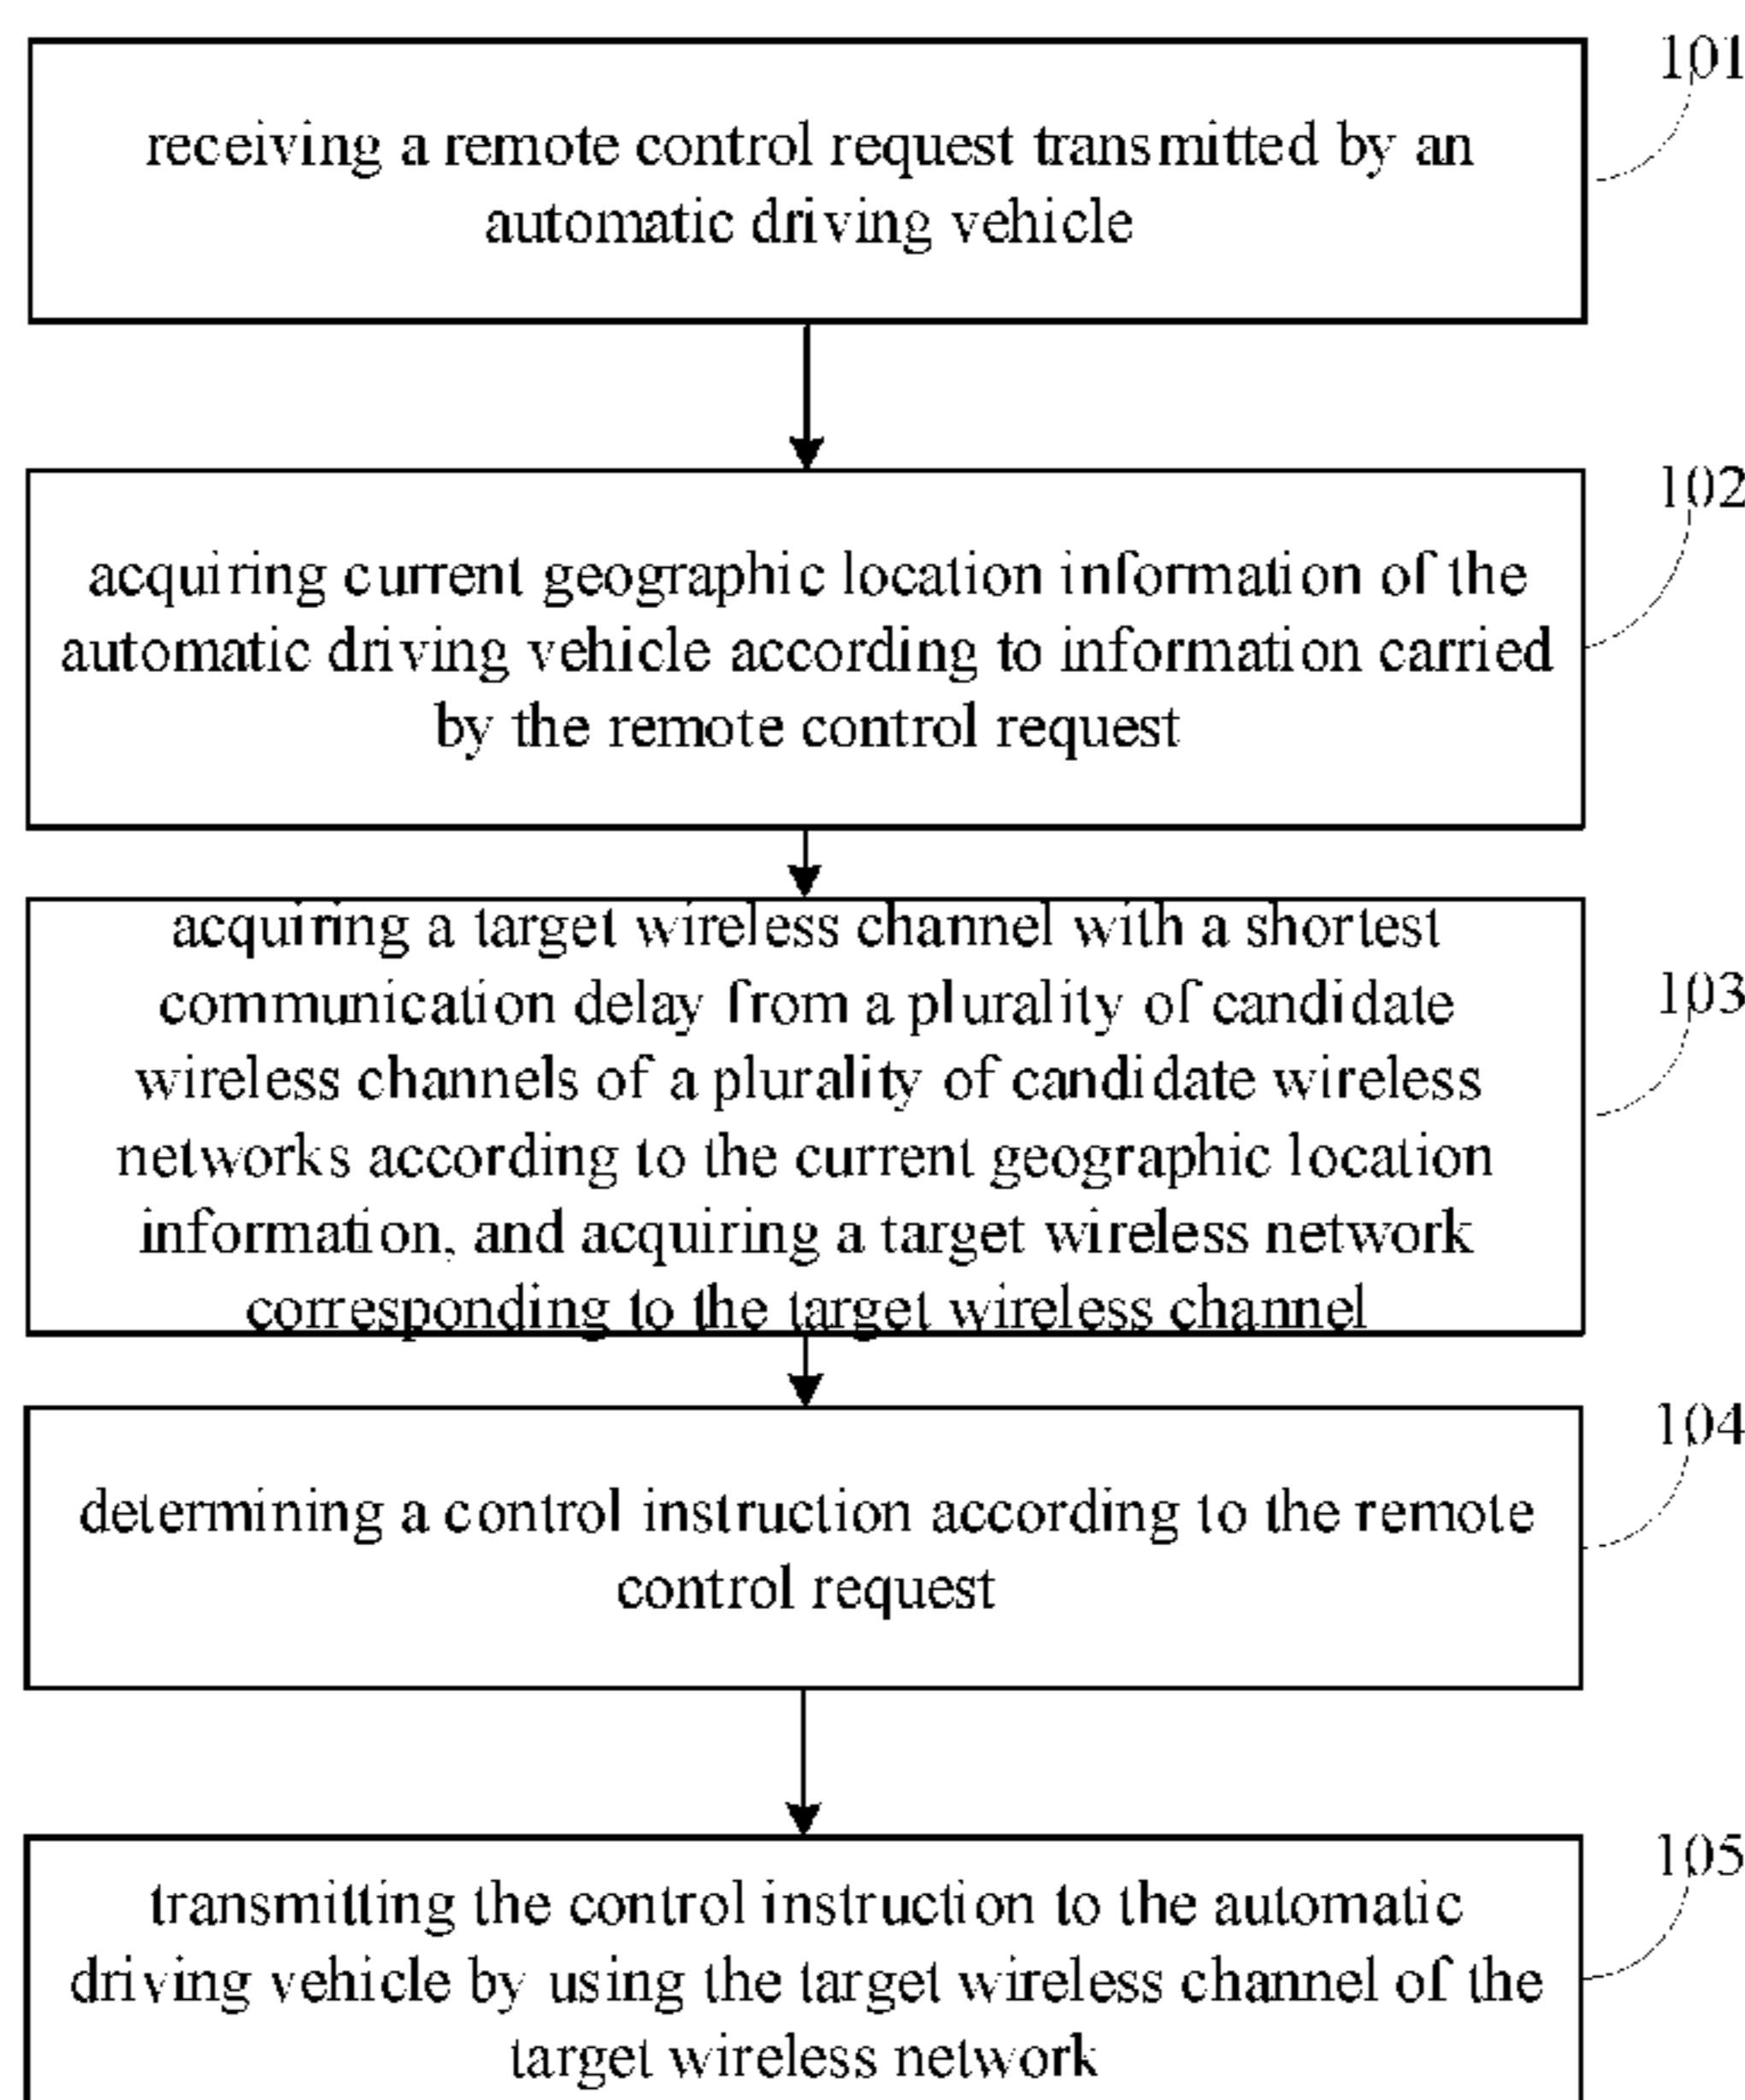 101
receiving a remote control request transmitted by an
automatic driving vehicle
102
acquiring current geographic location information of the
automatic driving vehicle according to information carried
by the remote control request
acquiring a target wireless channel with a shortest
communication delay from a plurality of candidate
103
wireless channels of a plurality of candidate wireless
networks according to the current geographic location
information, and acquiring a target wireless network
corresponding to the target wireless channel
104
determining a control instruction according to the remote
control request
105
transmitting the control instruction to the automatic
driving vehicle by using the target wireless channel of the
target wireless network